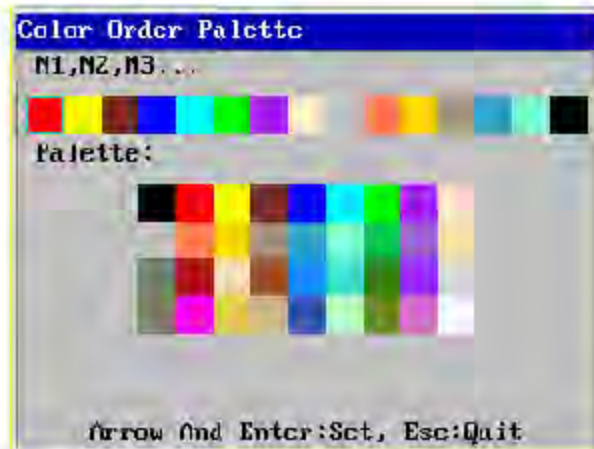 Color Order Palette
N1,N2,N3...
Palette:
Arrow And Enter:Set, Esc:Quit